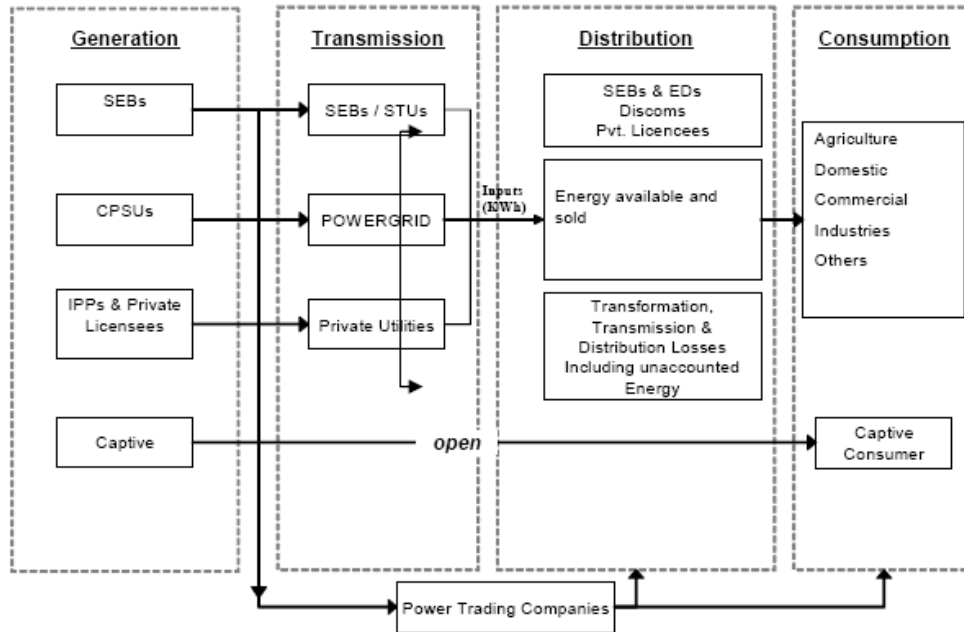 Generation
SEBs
CPSUs
IPPs & Private
Licensees
Captive
Transmission
SEBs / STUs
POWERGRID
Private Utilities
open
Inputs
(KWh)
Distribution
SEBs & EDs
Discoms
Pvt. Licencees
Energy available and
sold
Transformation,
Transmission &
Distribution Losses
Including unaccounted
Energy
Consumption
Agriculture
Domestic
Commercial
Industries
Others
Captive
Consumer
Power Trading Companies